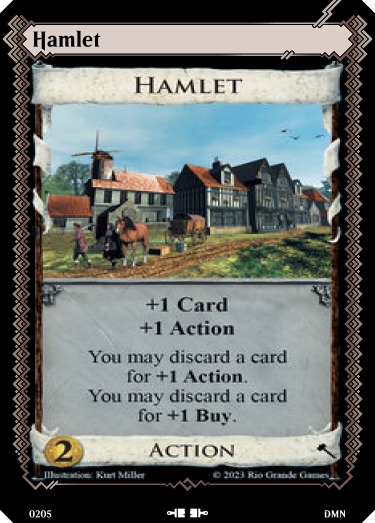 Hamlet
HAMLET
+1 Card
+1 Action
You may discard a card
for +1 Action.
You may discard a card
for +1 Buy.
2
ACTION
Illustration: Kurt Miller
© 2023 Rio Grande Games
0205
DMN